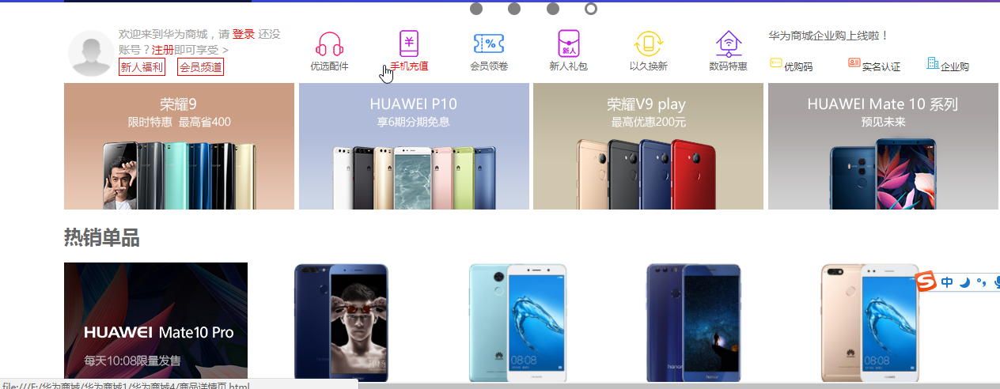 欢迎来到华为商城，请 登录 还没
账号？注册即可享受 >
新人福利 会员频道
优选配件 手机充值 会员领卷 新人礼包 以久换新 数码特惠
新人
华为商城企业购上线啦！
优购码 实名认证 企业购
荣耀9
限时特惠 最高省400
HUAWEI P10
享6期分期免息
荣耀V9 play
最高优惠200元
HUAWEI Mate 10 系列
预见未来
热销单品
HUAWEI Mate10 Pro
每天10:08限量发售
08:08
honor
honor
08:08
中
file:///E:/华为商城/华为商城1/华为商城4/商品详情页.html